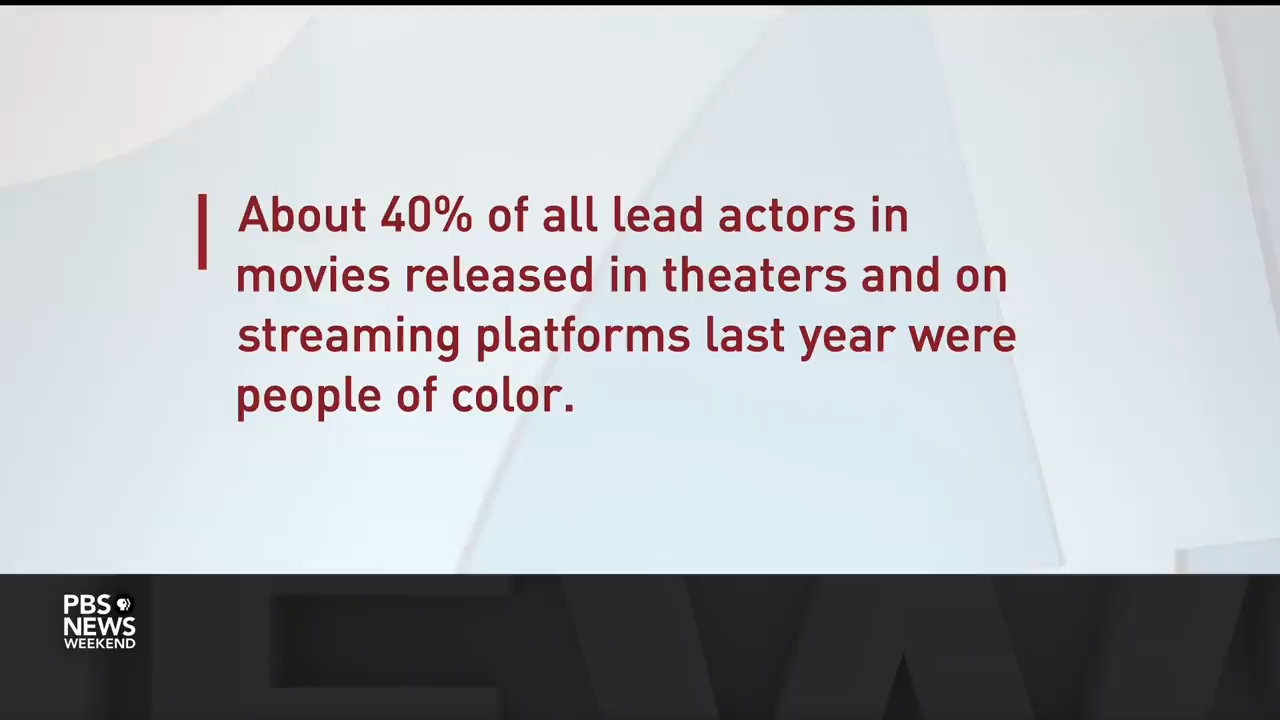 About 40% of all lead actors in
movies released in theaters and on
streaming platforms last year were
people of color.
PBS
NEWS
WEEKEND